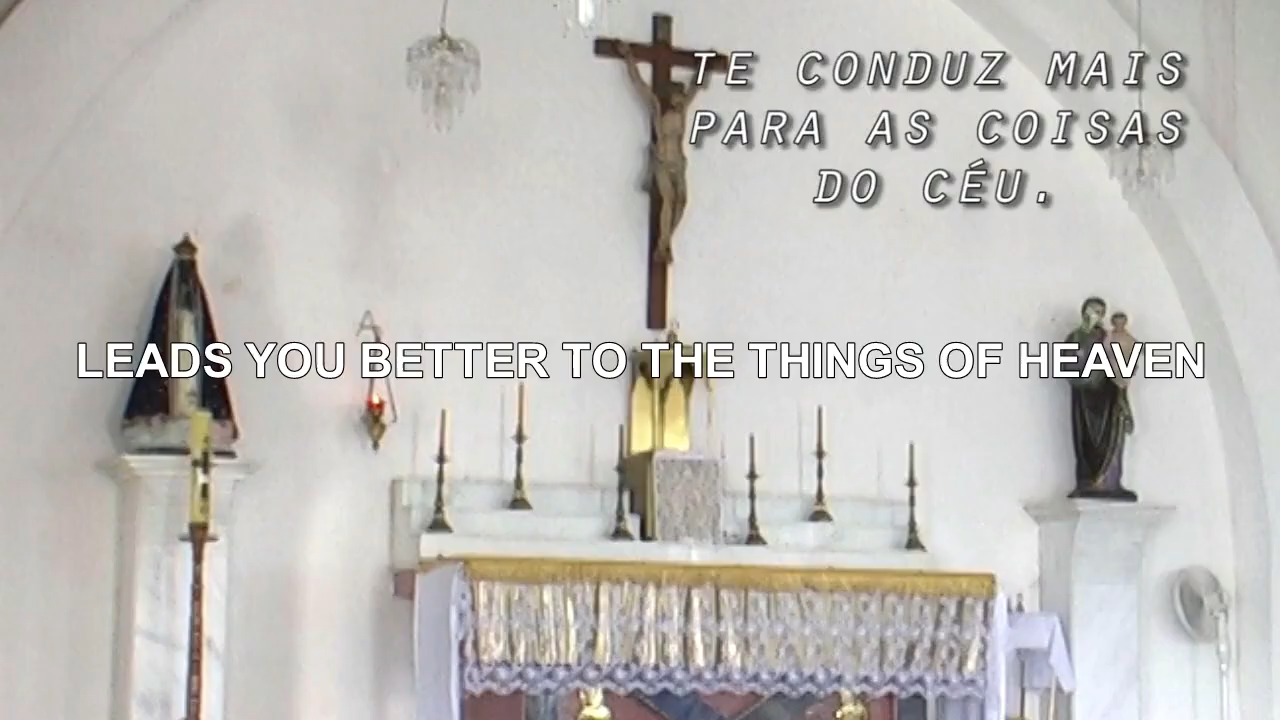 TE CONDUZ MAIS
PARA AS COISAS
DO CÉU.
LEADS YOU BETTER TO THE THINGS OF HEAVEN